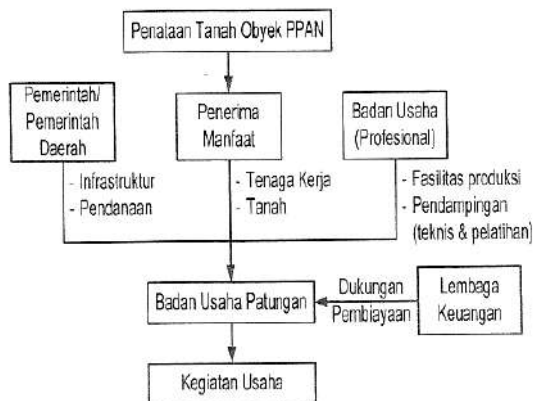 Penataan Tanah Obyek PPAN
Pemerintah/
Pemerintah
Daerah
Penerima
Manfaat
Badan Usaha
(Profesional)
- Infrastruktur
- Pendanaan
- Tenaga Kerja
- Tanah
- Fasilitas produksi
- Pendampingan
(teknis & pelatihan)
Badan Usaha Patungan
Dukungan
Pembiayaan
Lembaga
Keuangan
Kegiatan Usaha